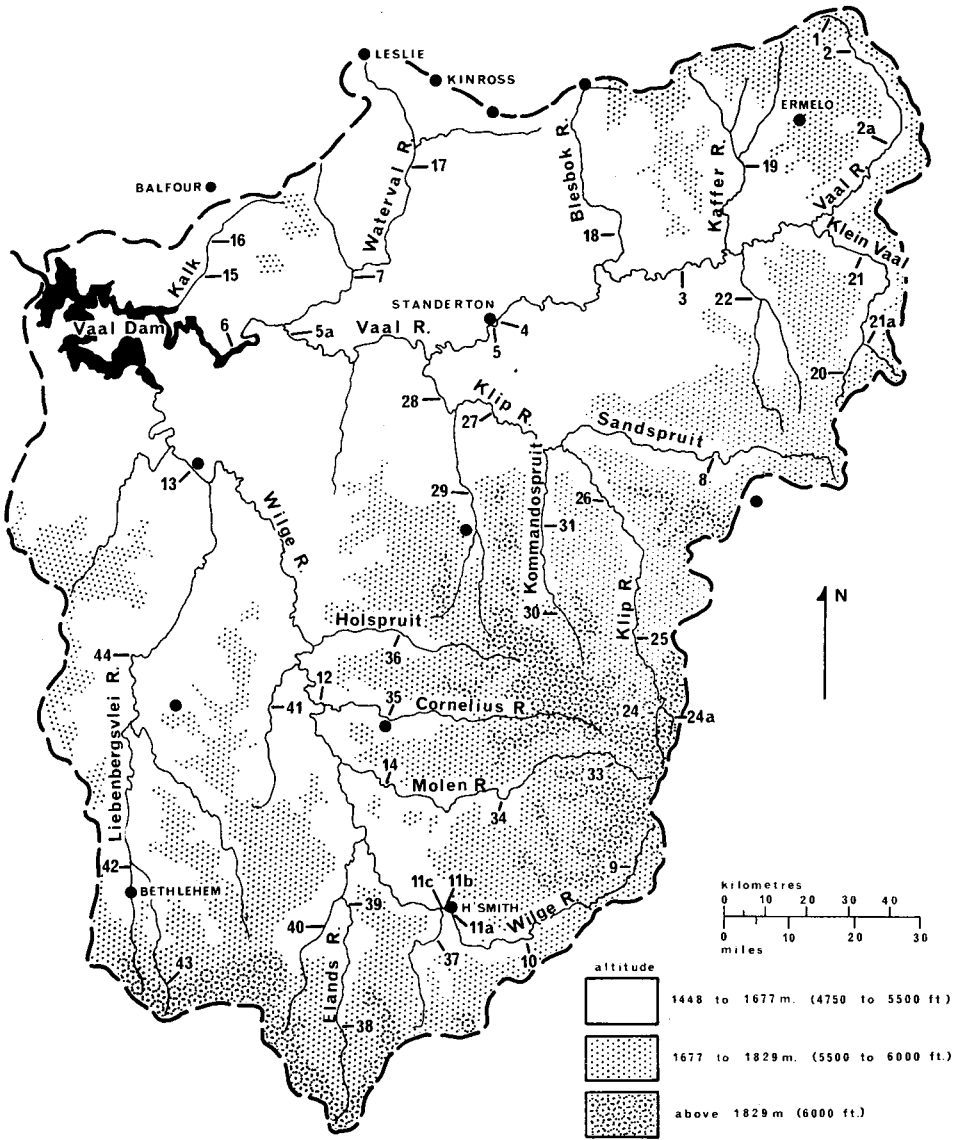 LESLIE
KINROSS
1
2
ERMELO
2a
BALFOUR
Waterval R.
17
Blesbok R.
Kaffer R.
19
Vaal R.
Klein Vaal
16
15
Kalk
18
7
3
21
22
STANDERTON
4
5
Vaal Dam
6
5a
Vaal R.
21a
20
28
Klip R.
27
Sandspruit
8
13
Wilge R.
29
26
Kommandospruit
31
N
30
Klip R.
Holspruit
36
25
44
Liebenbergsvlei R.
12
41
35
Cornelius R.
24
24a
14
Molen R
33
34
42
BETHLEHEM
9
11c
11b
H SMITH
11a
Wilge R
39
40
37
10
43
Elands R.
38
kilometres
0 10 20 30 40
0 10 20 30
miles
altitude
1448 to 1677m. (4750 to 5500 ft)
1677 to 1829m. (5500 to 6000 ft.)
above 1829m (6000 ft.)